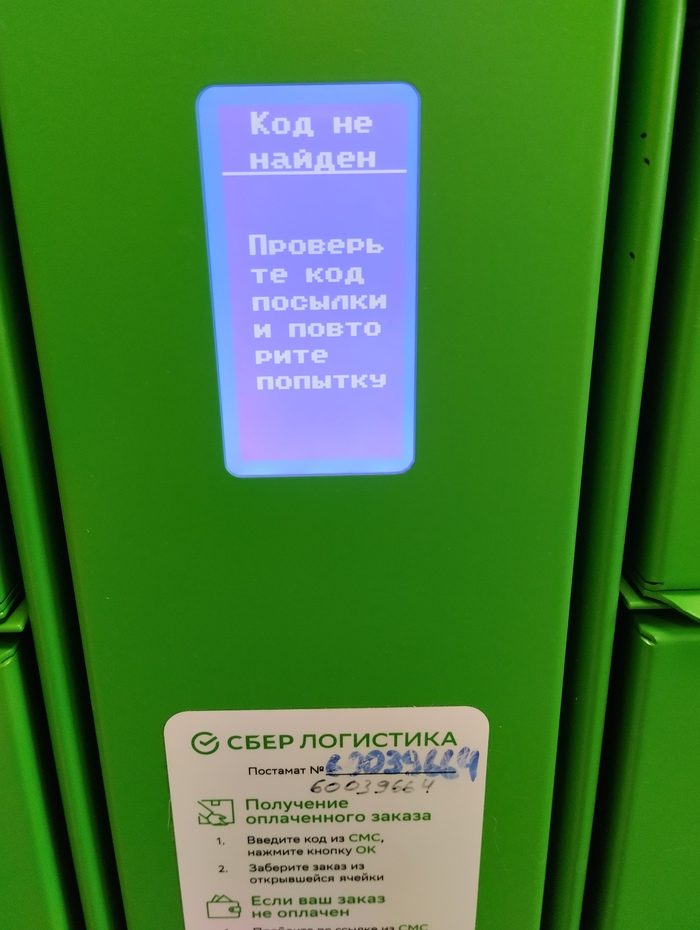 Код не
найден
Проверь
те код
посылки
и повто
рите
попытку
СБЕР ЛОГИСТИКА
Постамат №
60039664
Получение
оплаченного заказа
1. Введите код из СМС,
нажмите кнопку ОК
2. Заберите заказ из
открывшейся ячейки
Если ваш заказ
не оплачен